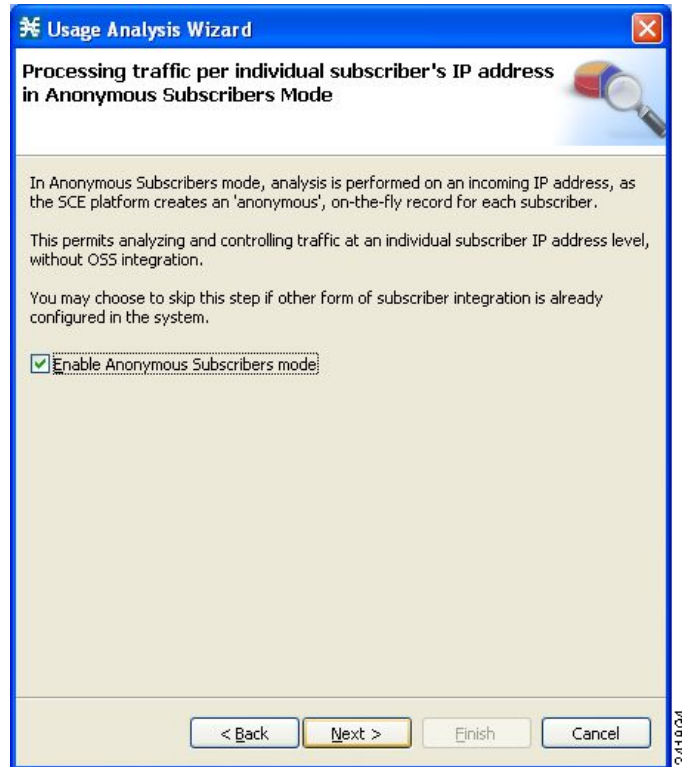 Usage Analysis Wizard
Processing traffic per individual subscriber's IP address
in Anonymous Subscribers Mode
In Anonymous Subscribers mode, analysis is performed on an incoming IP address, as
the SCE platform creates an 'anonymous', on-the-fly record for each subscriber.
This permits analyzing and controlling traffic at an individual subscriber IP address level,
without OSS integration.
You may choose to skip this step if other form of subscriber integration is already
configured in the system.
Enable Anonymous Subscribers mode
< Back Next > Finish Cancel